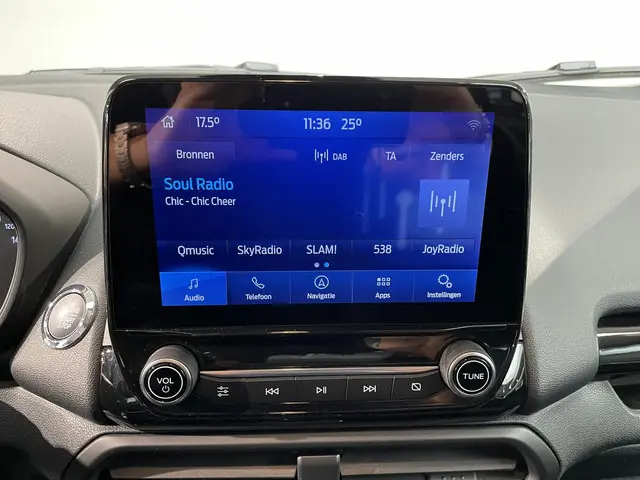 17.5°
11:36 25°
Bronnen
DAB
TA
Zenders
Soul Radio
Chic - Chic Cheer
Qmusic SkyRadio SLAM! 538 JoyRadio
Audio Telefoon Navigatie Apps Instellingen
VOL
TUNE
120